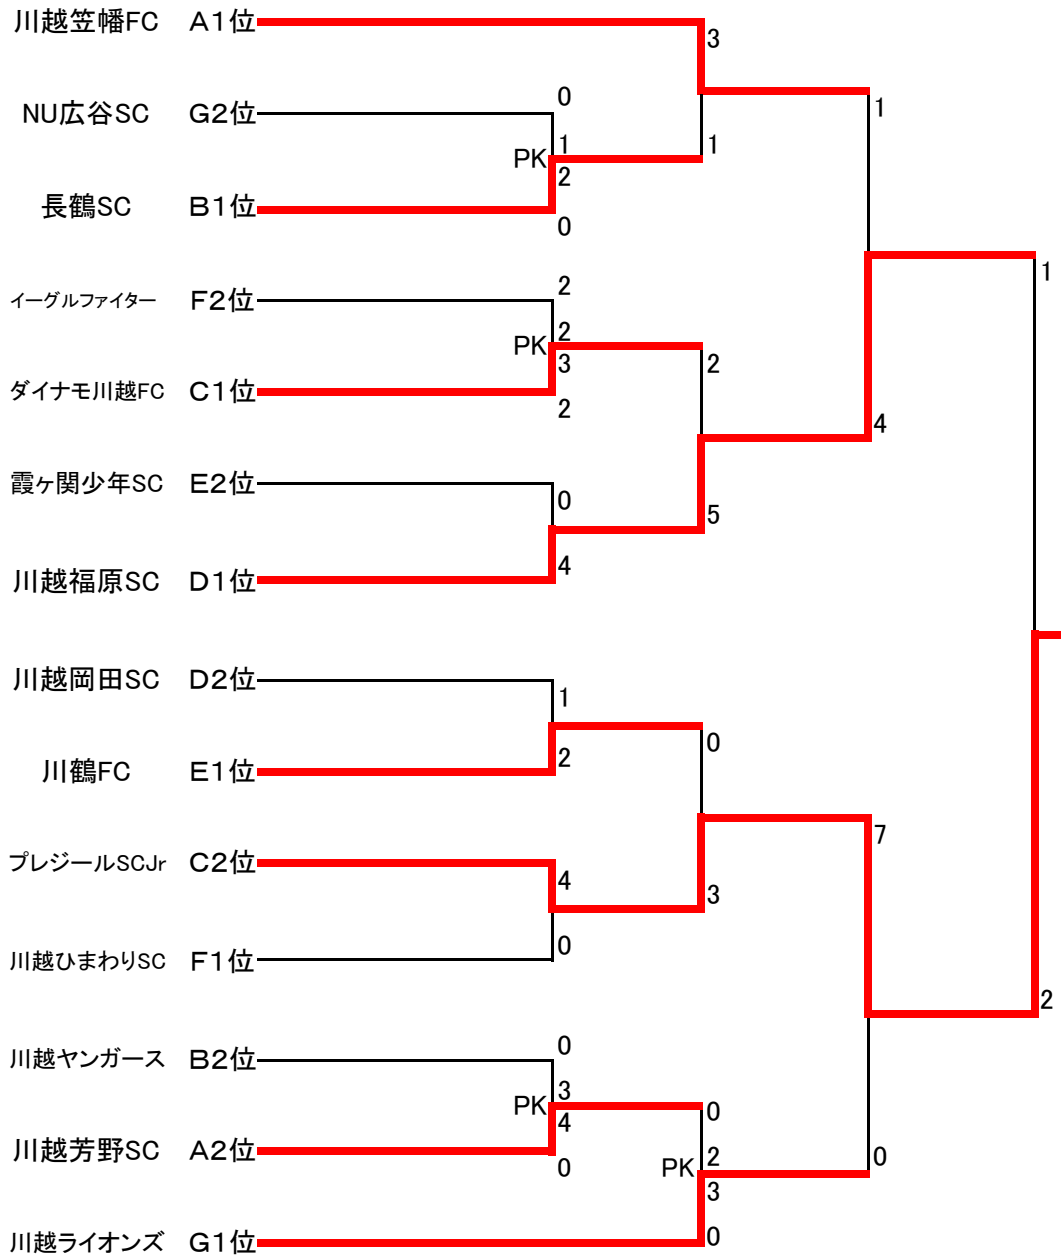 川越笠幡FC A1位
3
1
NU広谷SC G2位
0
1
PK
1
2
長鶴SC B1位
0
1
イーグルファイター F2位
2
2
PK
3
2
ダイナモ川越FC C1位
2
4
霞ヶ関少年SC E2位
0
5
川越福原SC D1位
4
川越岡田SC D2位
1
0
川鶴FC E1位
2
7
プレジールSCJr C2位
4
3
川越ひまわりSC F1位
0
2
川越ヤンガース B2位
0
3
PK
4
0
川越芳野SC A2位
0
2
PK
0
3
川越ライオンズ G1位
0